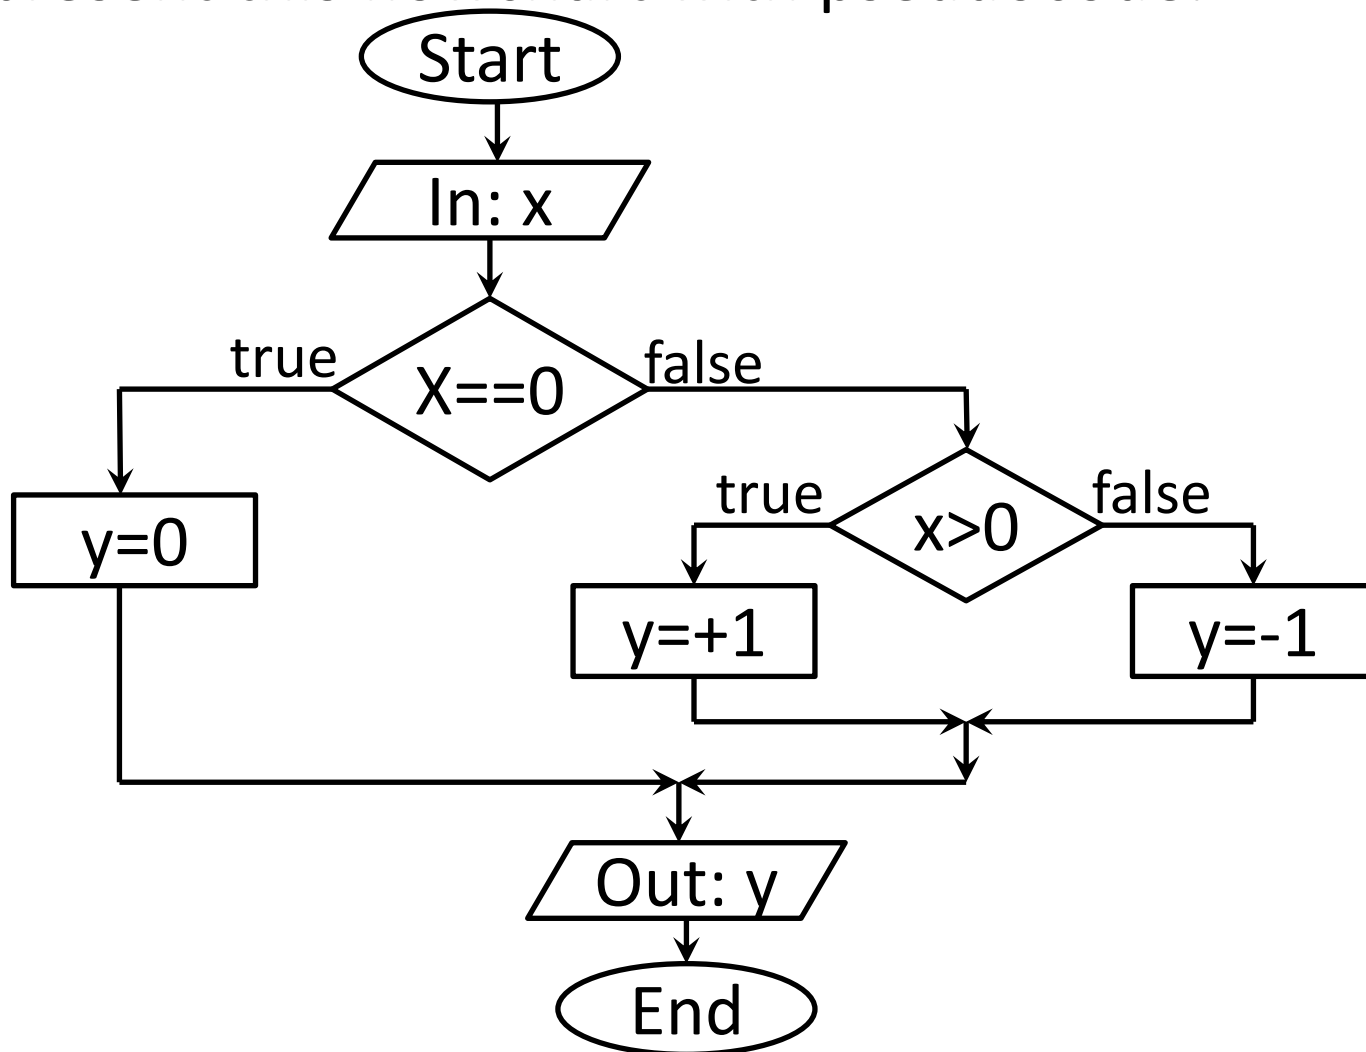 Start
In: x
true
X==0
false
true
x>0
false
y=0
y=+1
y=-1
Out: y
End